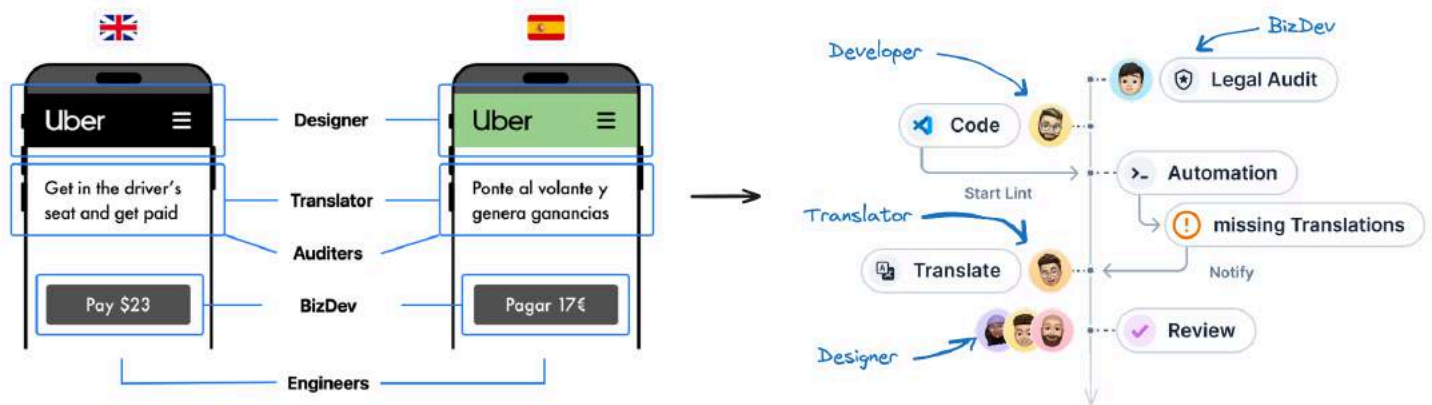 Uber
Get in the driver's
seat and get paid
Pay $23
Designer
Translator
Auditers
BizDev
Engineers
Uber
Ponte al volante y
genera ganancias
Pagar 17€
BizDev
Developer
Legal Audit
Code
Start Lint
Automation
missing Translations
Notify
Translator
Translate
Designer
Review